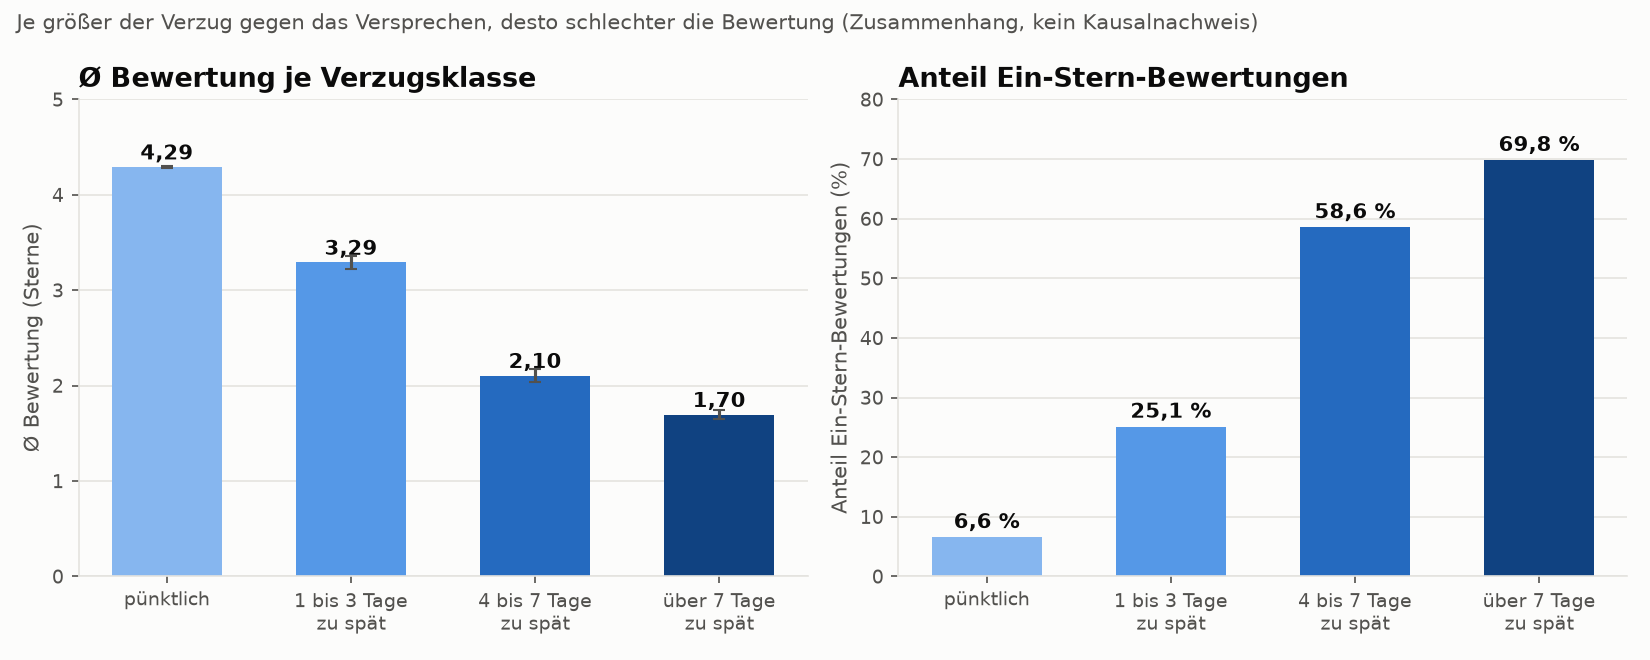 Je größer der Verzug gegen das Versprechen, desto schlechter die Bewertung (Zusammenhang, kein Kausalnachweis)
Ø Bewertung je Verzugsklasse
Ø Bewertung (Sterne)
5
4
3
2
1
0
4,29
3,29
2,10
1,70
pünktlich
1 bis 3 Tage
zu spät
4 bis 7 Tage
zu spät
über 7 Tage
zu spät
Anteil Ein-Stern-Bewertungen
Anteil Ein-Stern-Bewertungen (%)
80
70
60
50
40
30
20
10
0
6,6 %
25,1 %
58,6 %
69,8 %
pünktlich
1 bis 3 Tage
zu spät
4 bis 7 Tage
zu spät
über 7 Tage
zu spät